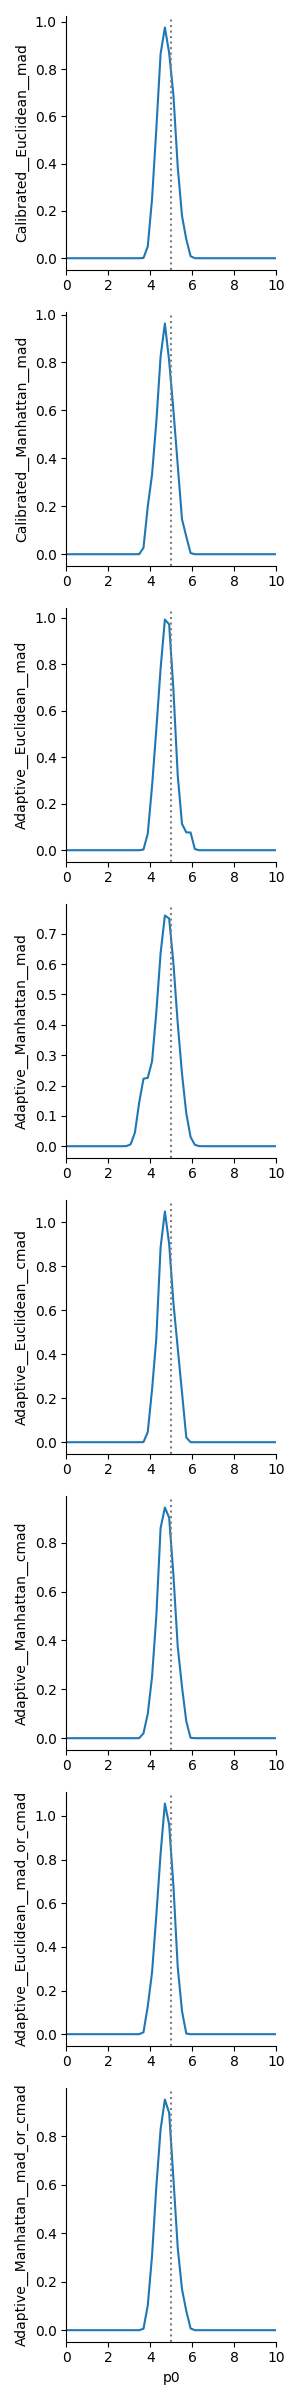 Calibrated__Euclidean__mad
1.0
0.8
0.6
0.4
0.2
0.0
0 2 4 6 8 10
Calibrated__Manhattan__mad
1.0
0.8
0.6
0.4
0.2
0.0
0 2 4 6 8 10
Adaptive__Euclidean__mad
1.0
0.8
0.6
0.4
0.2
0.0
0 2 4 6 8 10
Adaptive__Manhattan__mad
0.7
0.6
0.5
0.4
0.3
0.2
0.1
0.0
0 2 4 6 8 10
Adaptive__Euclidean__cmad
1.0
0.8
0.6
0.4
0.2
0.0
0 2 4 6 8 10
Adaptive__Manhattan__cmad
0.8
0.6
0.4
0.2
0.0
0 2 4 6 8 10
Adaptive__Euclidean__mad_or_cmad
1.0
0.8
0.6
0.4
0.2
0.0
0 2 4 6 8 10
Adaptive__Manhattan__mad_or_cmad
0.8
0.6
0.4
0.2
0.0
0 2 4 6 8 10
p0